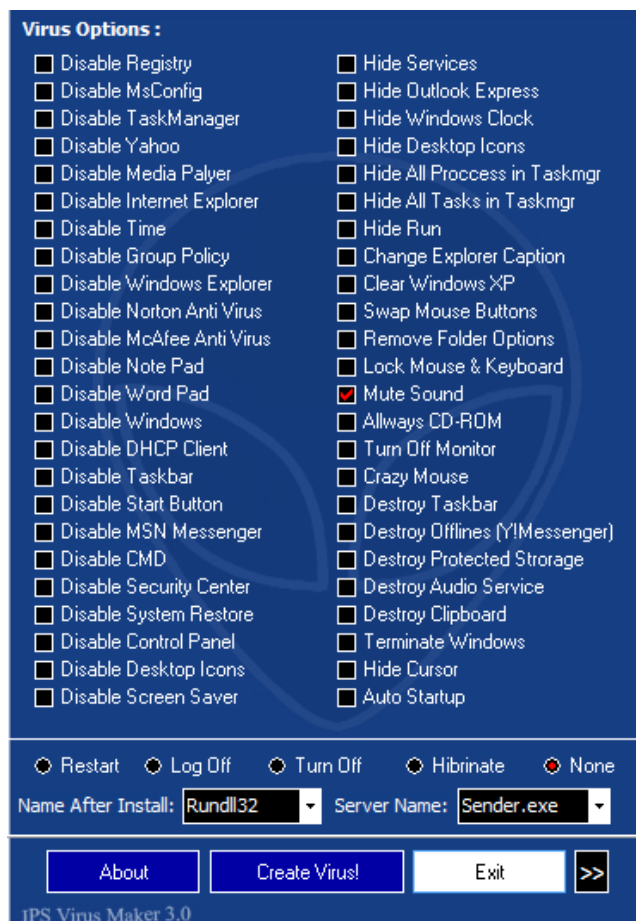 Virus Options :
Disable Registry
Disable MsConfig
Disable TaskManager
Disable Yahoo
Disable Media Palyer
Disable Internet Explorer
Disable Time
Disable Group Policy
Disable Windows Explorer
Disable Norton Anti Virus
Disable McAfee Anti Virus
Disable Note Pad
Disable Word Pad
Disable Windows
Disable DHCP Client
Disable Taskbar
Disable Start Button
Disable MSN Messenger
Disable CMD
Disable Security Center
Disable System Restore
Disable Control Panel
Disable Desktop Icons
Disable Screen Saver
Hide Services
Hide Outlook Express
Hide Windows Clock
Hide Desktop Icons
Hide All Proccess in Taskmgr
Hide All Tasks in Taskmgr
Hide Run
Change Explorer Caption
Clear Windows XP
Swap Mouse Buttons
Remove Folder Options
Lock Mouse & Keyboard
Mute Sound
Allways CD-ROM
Turn Off Monitor
Crazy Mouse
Destroy Taskbar
Destroy Offlines (Y!Messenger)
Destroy Protected Strorage
Destroy Audio Service
Destroy Clipboard
Terminate Windows
Hide Cursor
Auto Startup
Restart Log Off Turn Off Hibrinate None
Name After Install: Rundll32 Server Name: Sender.exe
About Create Virus! Exit >>
JPS Virus Maker 3.0